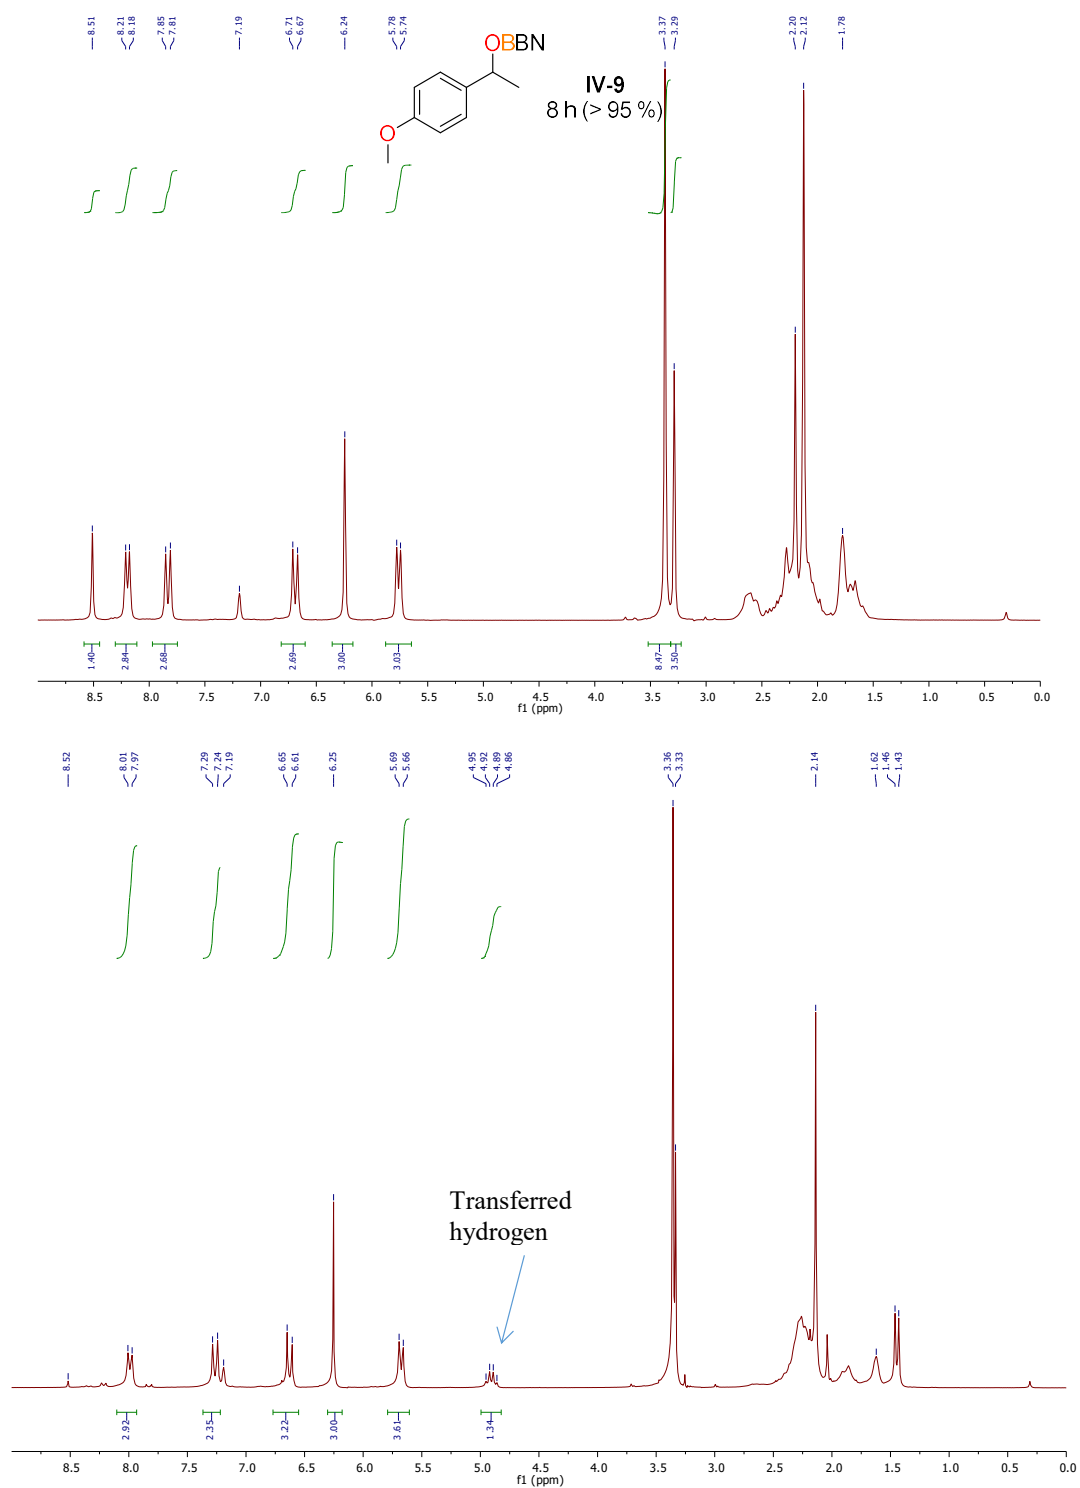 8.51 8.21 8.18 7.85 7.81 7.19 6.71 6.67 6.24 5.78 5.74 3.37 3.29 2.20 2.12 1.78
OBBN
IV-9
8 h (> 95 %)
O
1.40 2.84 2.68 2.69 3.00 3.03 8.47 3.50
8.5 8.0 7.5 7.0 6.5 6.0 5.5 5.0 4.5 4.0 3.5 3.0 2.5 2.0 1.5 1.0 0.5 0.0
f1 (ppm)
8.52 8.01 7.97 7.29 7.24 7.19 6.65 6.61 6.25 5.69 5.66 4.95 4.92 4.89 4.86 3.36 3.33 2.14 1.62 1.46 1.43
Transferred
hydrogen
2.92 2.35 3.22 3.00 3.61 1.34
8.5 8.0 7.5 7.0 6.5 6.0 5.5 5.0 4.5 4.0 3.5 3.0 2.5 2.0 1.5 1.0 0.5 0.0
f1 (ppm)